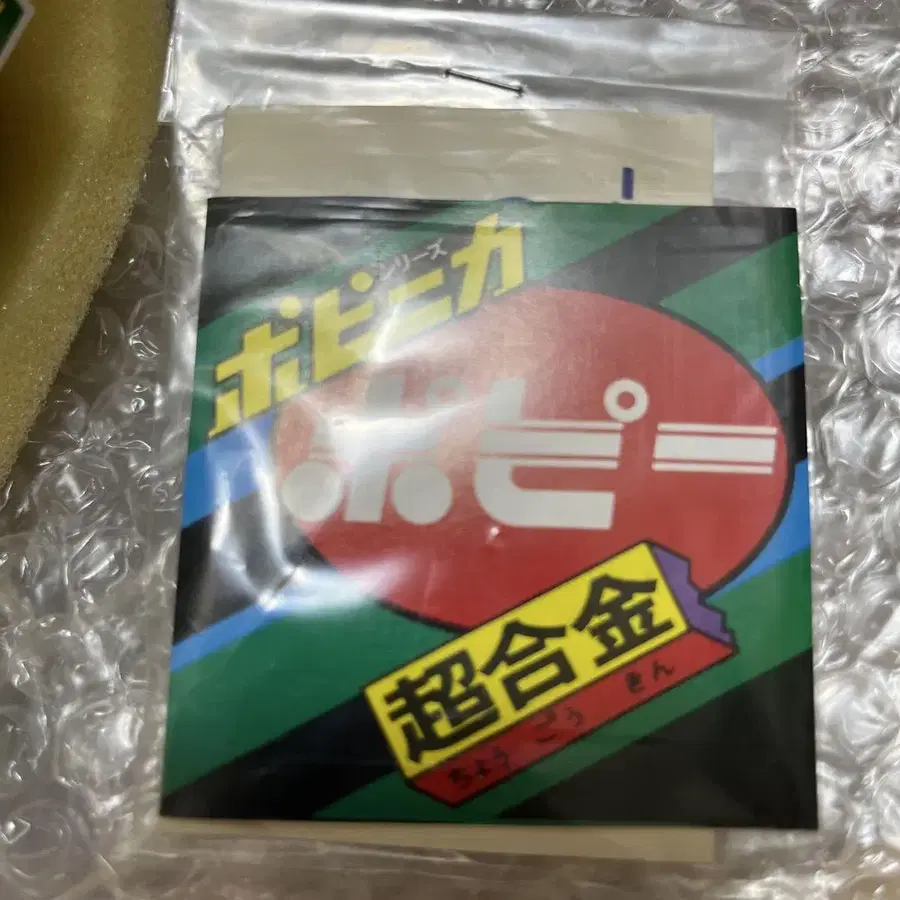 シリーズ
ポピニカ
ポピー
超合金
ちょう ごう きん